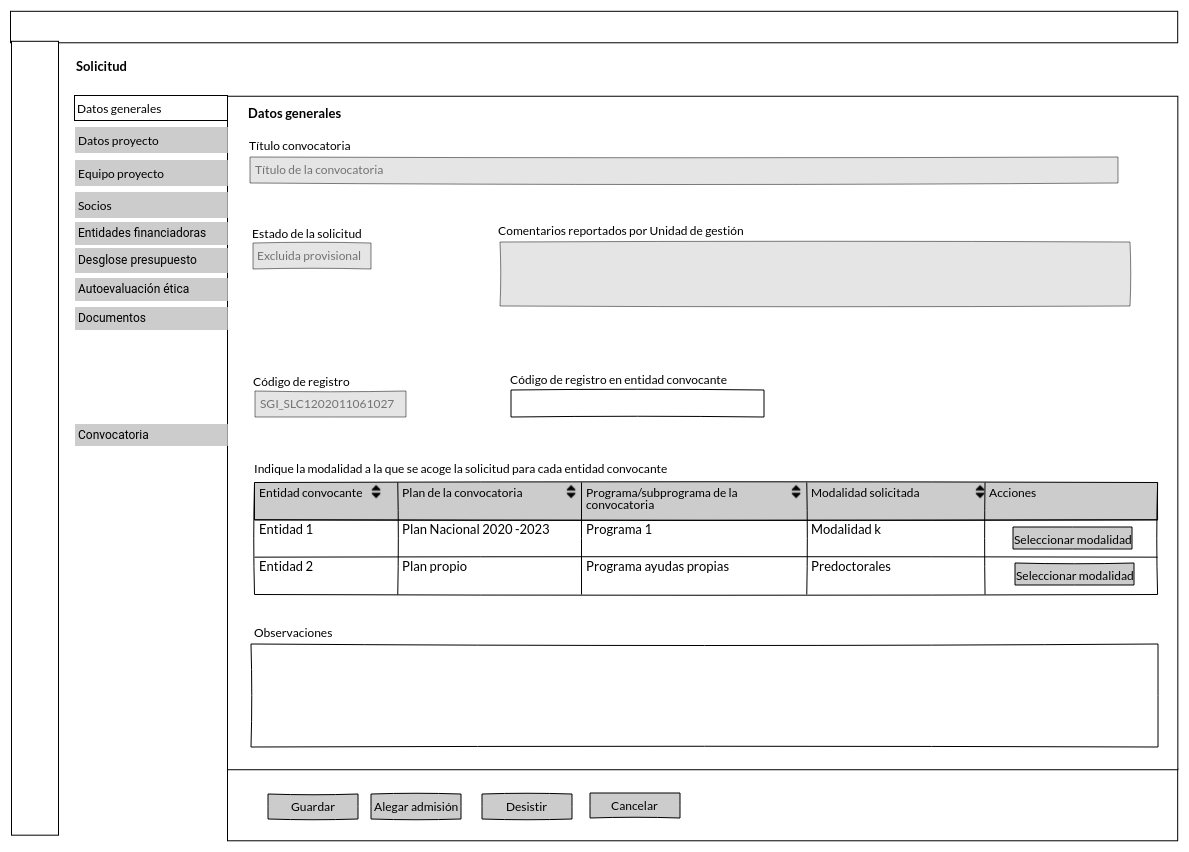 Solicitud
Datos generales
Datos proyecto
Equipo proyecto
Socios
Entidades financiadoras
Desglose presupuesto
Autoevaluación ética
Documentos
Convocatoria
Datos generales
Título convocatoria
Título de la convocatoria
Estado de la solicitud
Excluida provisional
Comentarios reportados por Unidad de gestión
Código de registro
SGI_SLC1202011061027
Código de registro en entidad convocante
Indique la modalidad a la que se acoge la solicitud para cada entidad convocante
Entidad convocante Plan de la convocatoria Programa/subprograma de la Modalidad solicitada Acciones
convocatoria
Entidad 1 Plan Nacional 2020 -2023 Programa 1 Modalidad k Seleccionar modalidad
Entidad 2 Plan propio Programa ayudas propias Predoctorales Seleccionar modalidad
Observaciones
Guardar Alegar admisión Desistir Cancelar